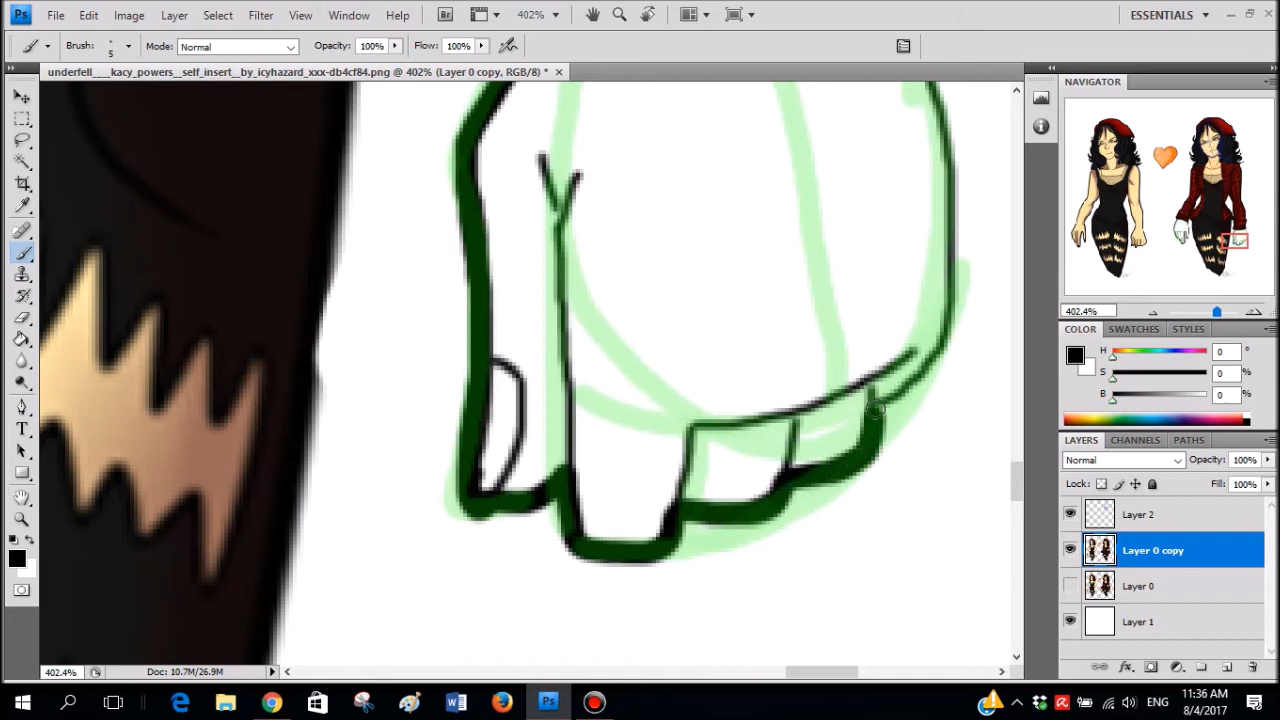 Ps File Edit Image Layer Select Filter View Window Help Br 402% ESSENTIALS
Brush: 5 Mode: Normal Opacity: 100% Flow: 100%
underfell____kacy_powers__self_insert__by_icyhazard_xxx-db4cf84.png @ 402% (Layer 0 copy, RGB/8) *
NAVIGATOR
402.4%
COLOR SWATCHES STYLES
H 0 °
S 0 %
B 0 %
LAYERS CHANNELS PATHS
Normal Opacity: 100%
Lock: Fill: 100%
Layer 2
Layer 0 copy
Layer 0
Layer 1
402.4% Doc: 10.7M/26.9M
ENG 11:36 AM
8/4/2017